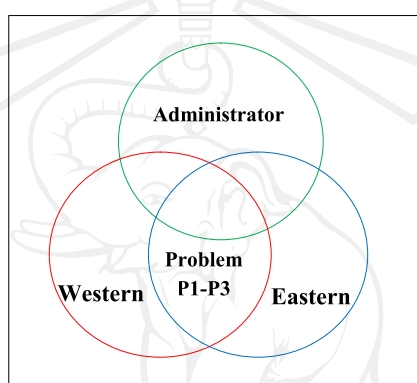 Administrator
Problem
P1-P3
Western
Eastern